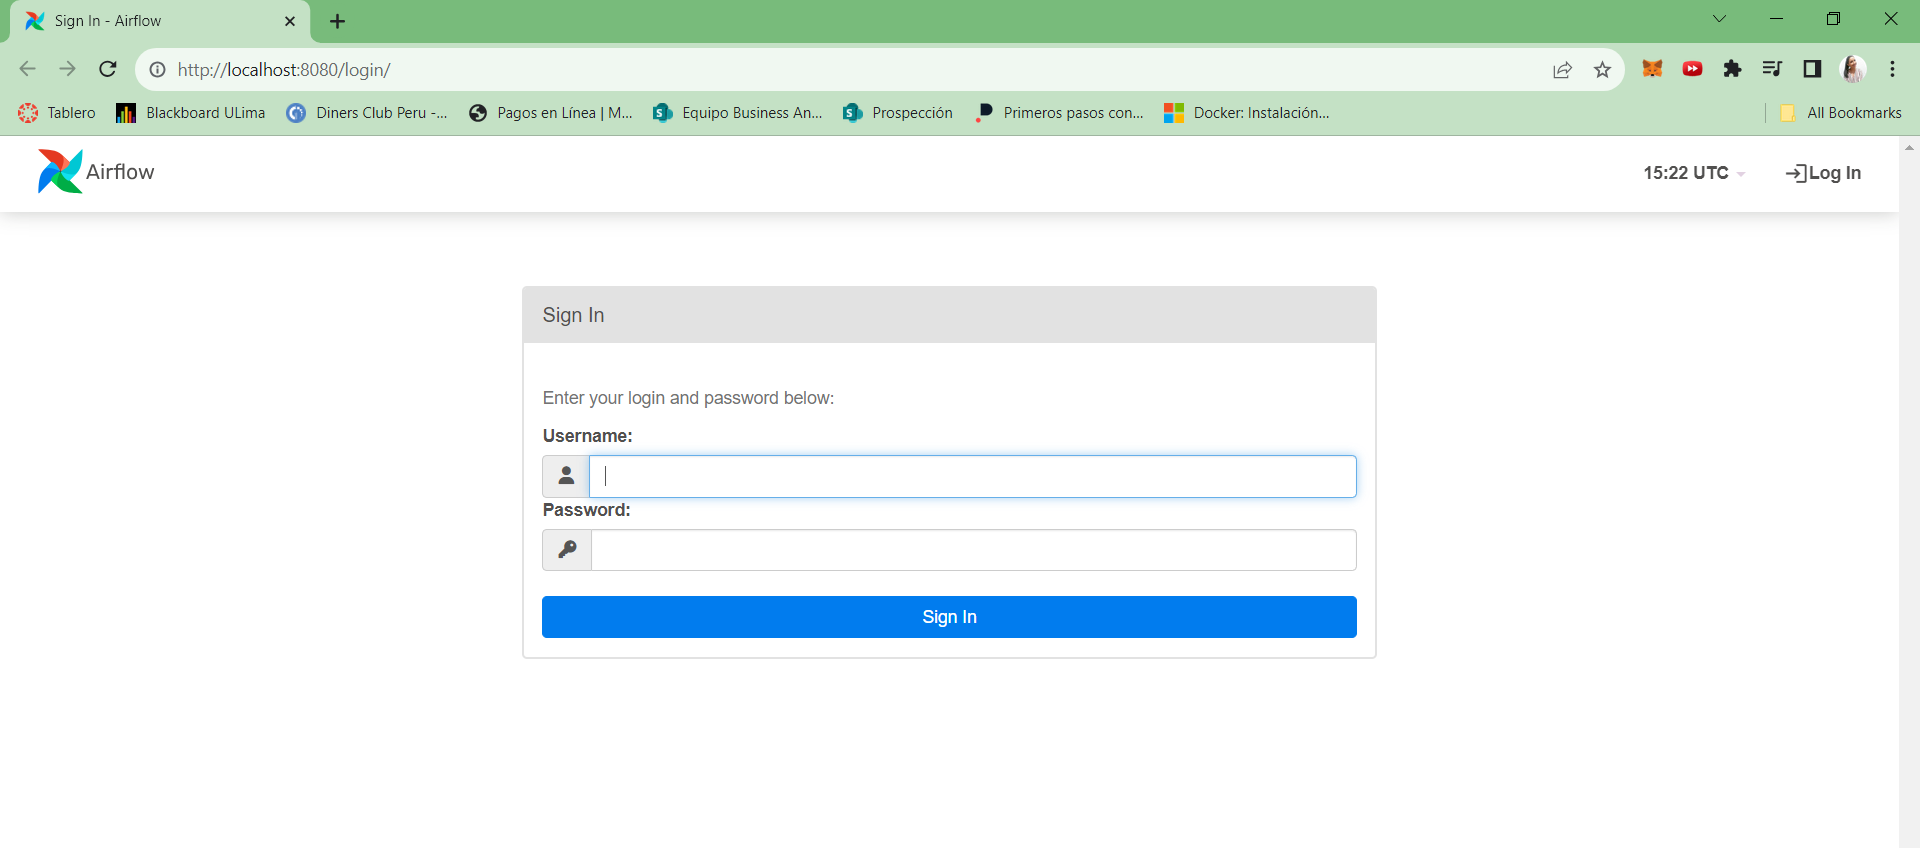 Sign In - Airflow
http://localhost:8080/login/
Tablero Blackboard ULima Diners Club Peru -... Pagos en Línea | M... Equipo Business An... Prospección Primeros pasos con... Docker: Instalación... All Bookmarks
Airflow 15:22 UTC Log In
Sign In
Enter your login and password below:
Username:
Password:
Sign In